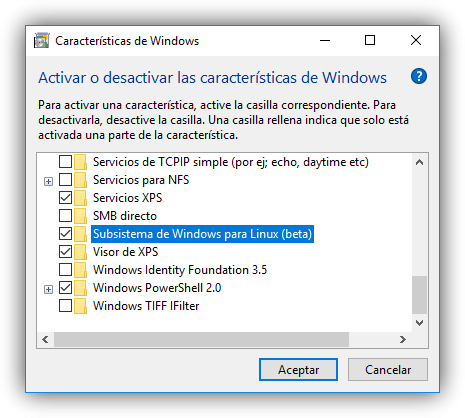 Características de Windows
Activar o desactivar las características de Windows
?
Para activar una característica, active la casilla correspondiente. Para
desactivarla, desactive la casilla. Una casilla rellena indica que solo está
activada una parte de la característica.
Servicios de TCPIP simple (por ej; echo, daytime etc)
Servicios para NFS
Servicios XPS
SMB directo
Subsistema de Windows para Linux (beta)
Visor de XPS
Windows Identity Foundation 3.5
Windows PowerShell 2.0
Windows TIFF IFilter
Aceptar
Cancelar